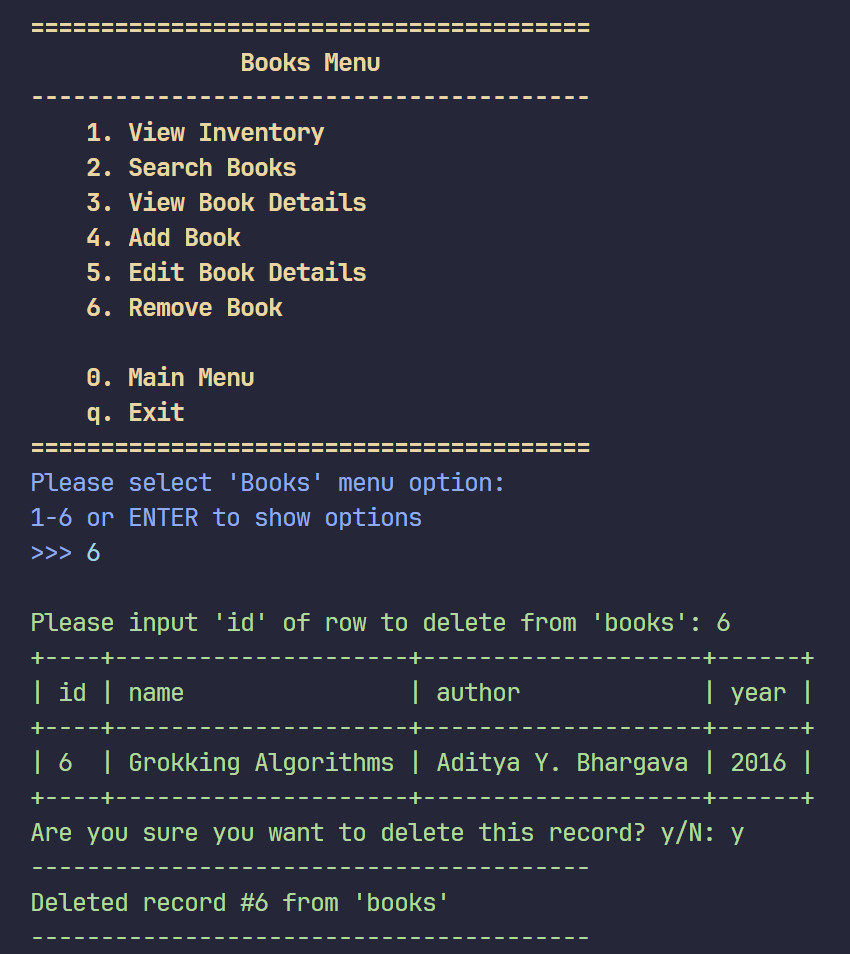 ========================================
Books Menu
----------------------------------------
1. View Inventory
2. Search Books
3. View Book Details
4. Add Book
5. Edit Book Details
6. Remove Book
0. Main Menu
q. Exit
========================================
Please select 'Books' menu option:
1-6 or ENTER to show options
>>> 6
Please input 'id' of row to delete from 'books': 6
+----+---------------------+--------------------+------+
| id | name                | author             | year |
+----+---------------------+--------------------+------+
| 6  | Grokking Algorithms | Aditya Y. Bhargava | 2016 |
+----+---------------------+--------------------+------+
Are you sure you want to delete this record? y/N: y
----------------------------------------
Deleted record #6 from 'books'
----------------------------------------